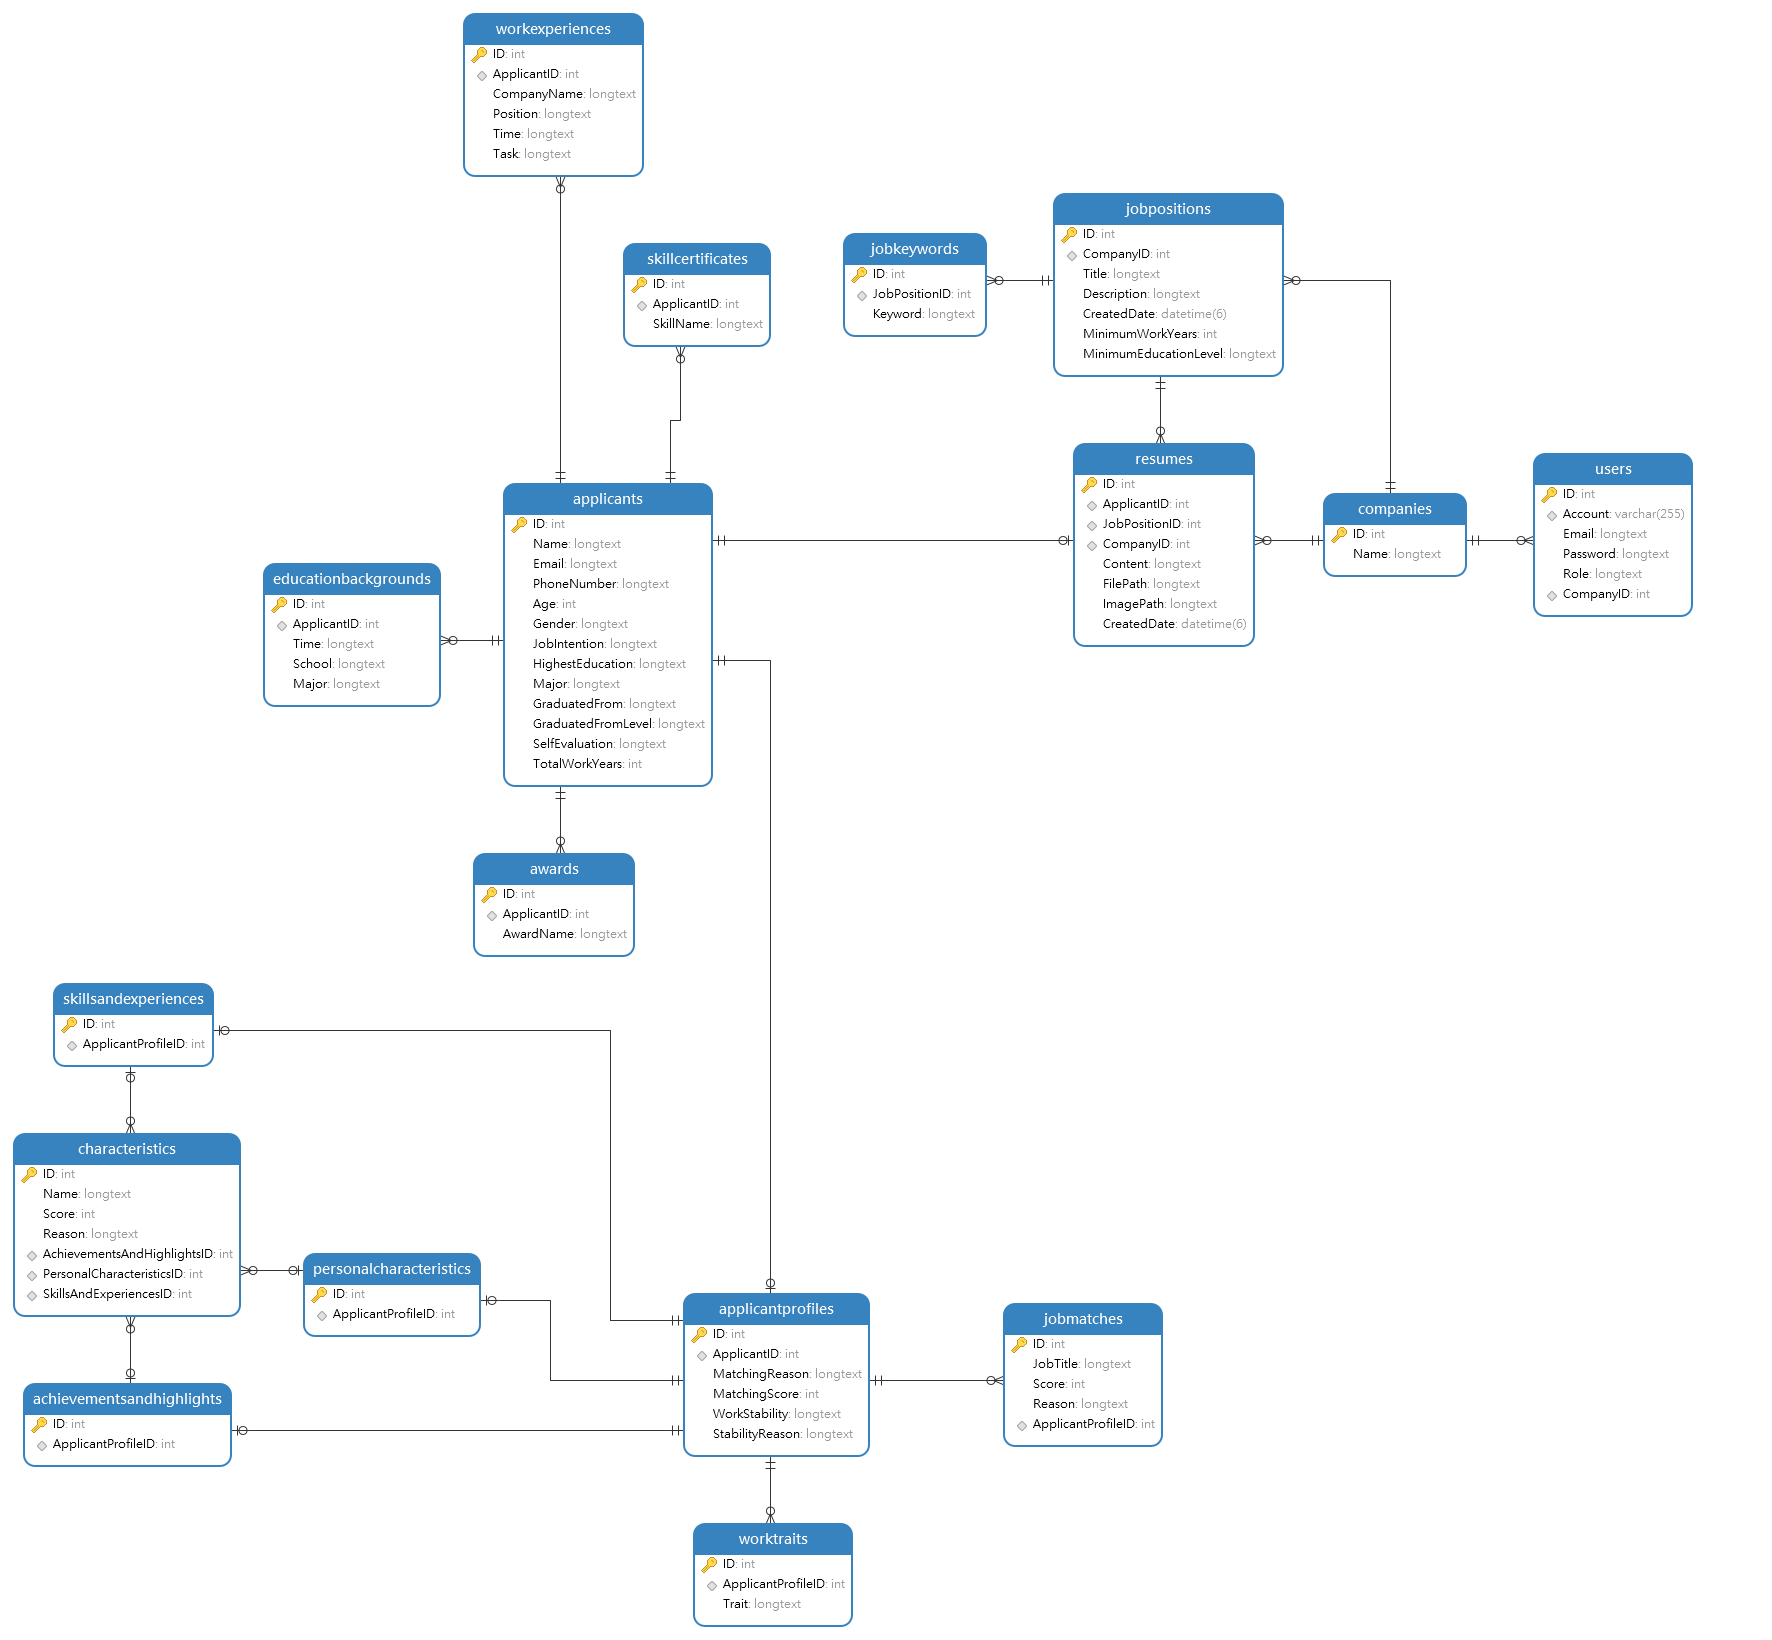 workexperiences
ID: int
ApplicantID: int
CompanyName: longtext
Position: longtext
Time: longtext
Task: longtext
jobpositions
ID: int
CompanyID: int
Title: longtext
Description: longtext
CreatedDate: datetime(6)
MinimumWorkYears: int
MinimumEducationLevel: longtext
jobkeywords
ID: int
JobPositionID: int
Keyword: longtext
skillcertificates
ID: int
ApplicantID: int
SkillName: longtext
resumes
ID: int
ApplicantID: int
JobPositionID: int
CompanyID: int
Content: longtext
FilePath: longtext
ImagePath: longtext
CreatedDate: datetime(6)
users
ID: int
Account: varchar(255)
Email: longtext
Password: longtext
Role: longtext
CompanyID: int
companies
ID: int
Name: longtext
applicants
ID: int
Name: longtext
Email: longtext
PhoneNumber: longtext
Age: int
Gender: longtext
JobIntention: longtext
HighestEducation: longtext
Major: longtext
GraduatedFrom: longtext
GraduatedFromLevel: longtext
SelfEvaluation: longtext
TotalWorkYears: int
educationbackgrounds
ID: int
ApplicantID: int
Time: longtext
School: longtext
Major: longtext
awards
ID: int
ApplicantID: int
AwardName: longtext
skillsandexperiences
ID: int
ApplicantProfileID: int
characteristics
ID: int
Name: longtext
Score: int
Reason: longtext
AchievementsAndHighlightsID: int
PersonalCharacteristicsID: int
SkillsAndExperiencesID: int
personalcharacteristics
ID: int
ApplicantProfileID: int
applicantprofiles
ID: int
ApplicantID: int
MatchingReason: longtext
MatchingScore: int
WorkStability: longtext
StabilityReason: longtext
jobmatches
ID: int
JobTitle: longtext
Score: int
Reason: longtext
ApplicantProfileID: int
achievementsandhighlights
ID: int
ApplicantProfileID: int
worktraits
ID: int
ApplicantProfileID: int
Trait: longtext